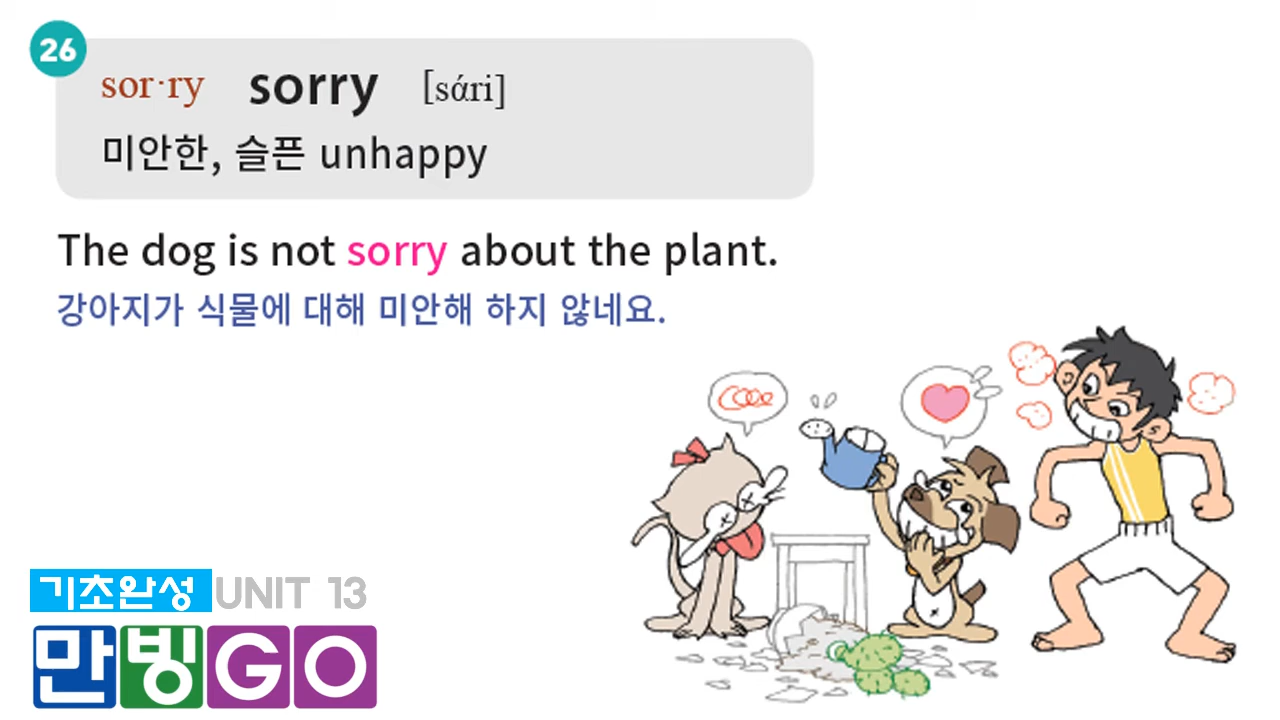 26
sor·ry sorry [sάri]
미안한, 슬픈 unhappy
The dog is not sorry about the plant.
강아지가 식물에 대해 미안해 하지 않네요.
기초완성 UNIT 13
만빙GO